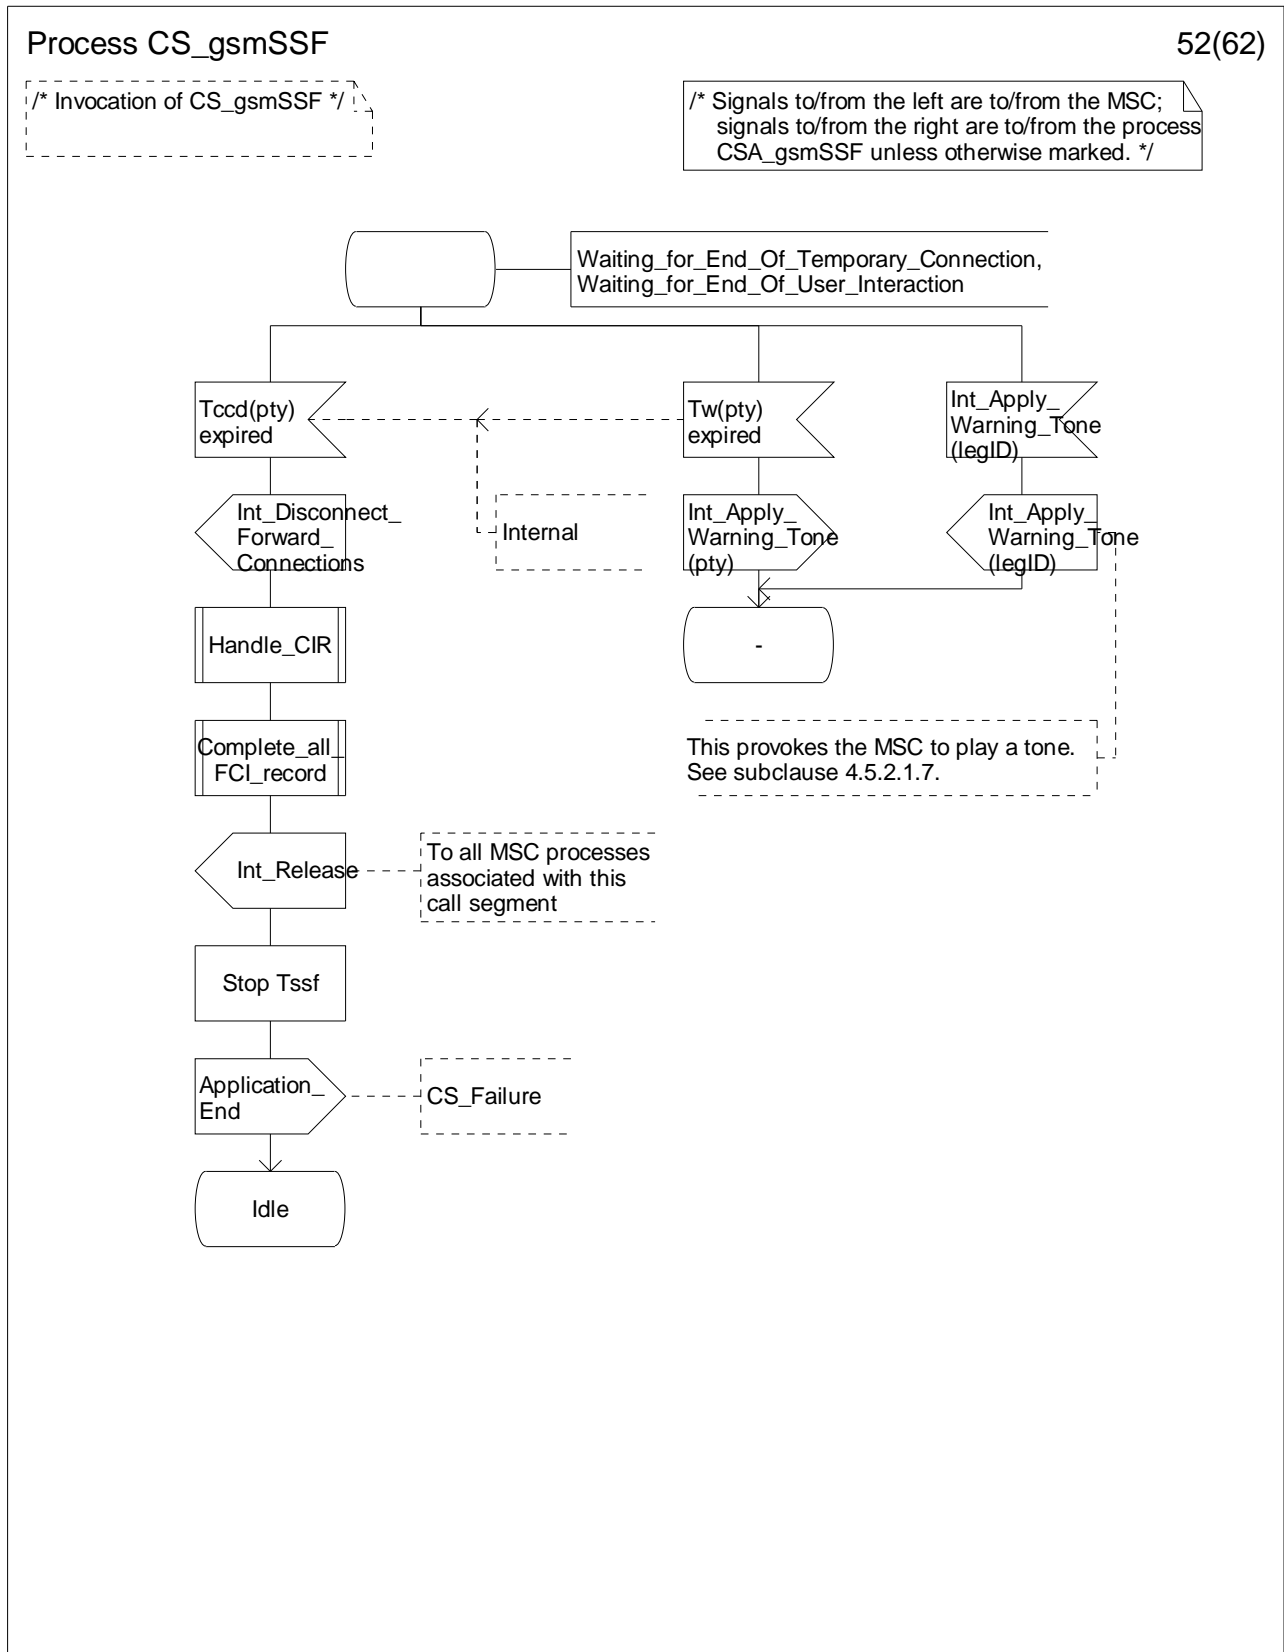 Process CS_gsmSSF
52(62)
/* Invocation of CS_gsmSSF */
/* Signals to/from the left are to/from the MSC;
signals to/from the right are to/from the process
CSA_gsmSSF unless otherwise marked. */
Waiting_for_End_Of_Temporary_Connection,
Waiting_for_End_Of_User_Interaction
Tccd(pty)
expired
Tw(pty)
expired
Int_Apply_
Warning_Tone
(legID)
Int_Disconnect_
Forward_
Connections
Internal
Int_Apply_
Warning_Tone
(pty)
Int_Apply_
Warning_Tone
(legID)
Handle_CIR
-
Complete_all_
FCI_record
This provokes the MSC to play a tone.
See subclause 4.5.2.1.7.
Int_Release
To all MSC processes
associated with this
call segment
Stop Tssf
Application_
End
CS_Failure
Idle